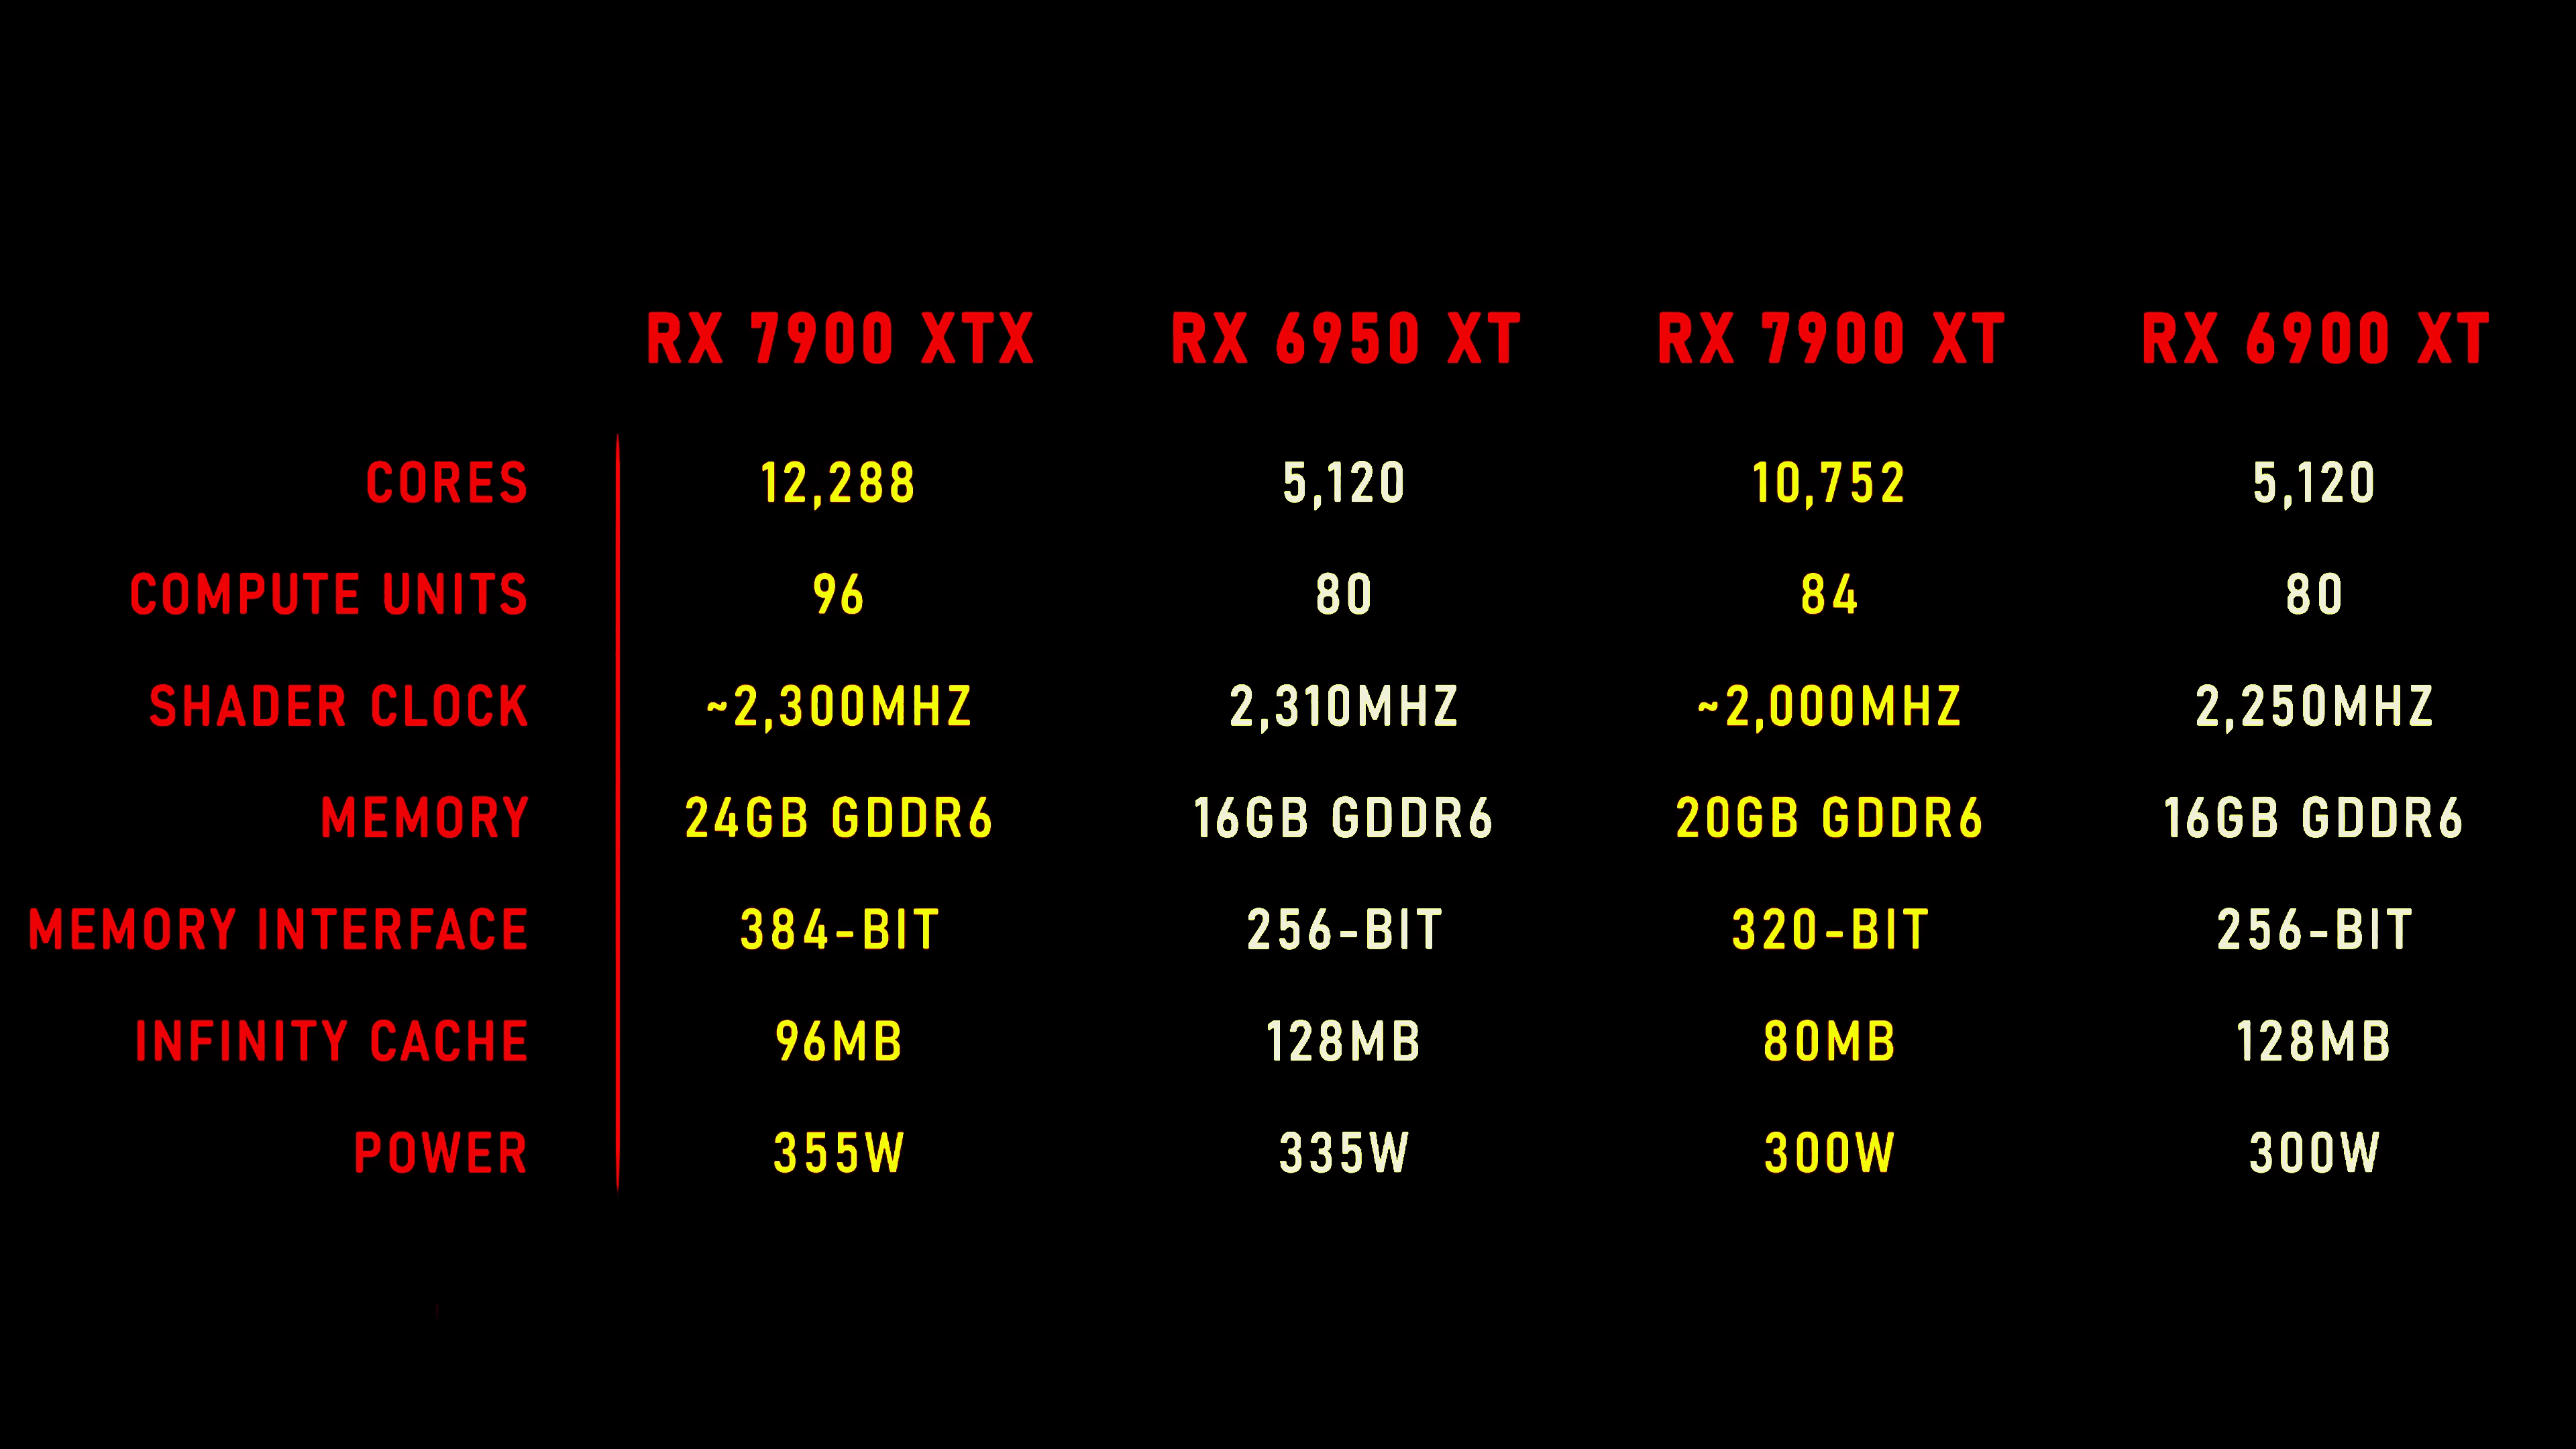 RX 7900 XTX RX 6950 XT RX 7900 XT RX 6900 XT
CORES 12,288 5,120 10,752 5,120
COMPUTE UNITS 96 80 84 80
SHADER CLOCK ~2,300MHZ 2,310MHZ ~2,000MHZ 2,250MHZ
MEMORY 24GB GDDR6 16GB GDDR6 20GB GDDR6 16GB GDDR6
MEMORY INTERFACE 384-BIT 256-BIT 320-BIT 256-BIT
INFINITY CACHE 96MB 128MB 80MB 128MB
POWER 355W 335W 300W 300W